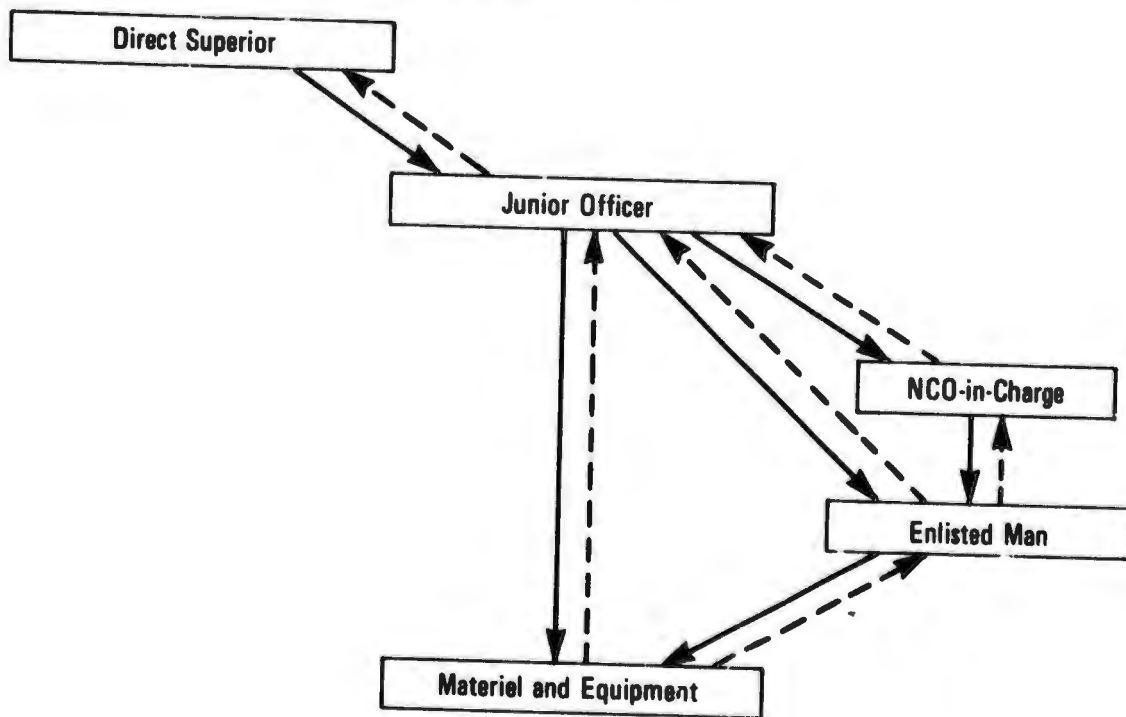 Direct Superior
Junior Officer
NCO-in-Charge
Enlisted Man
Materiel and Equipment